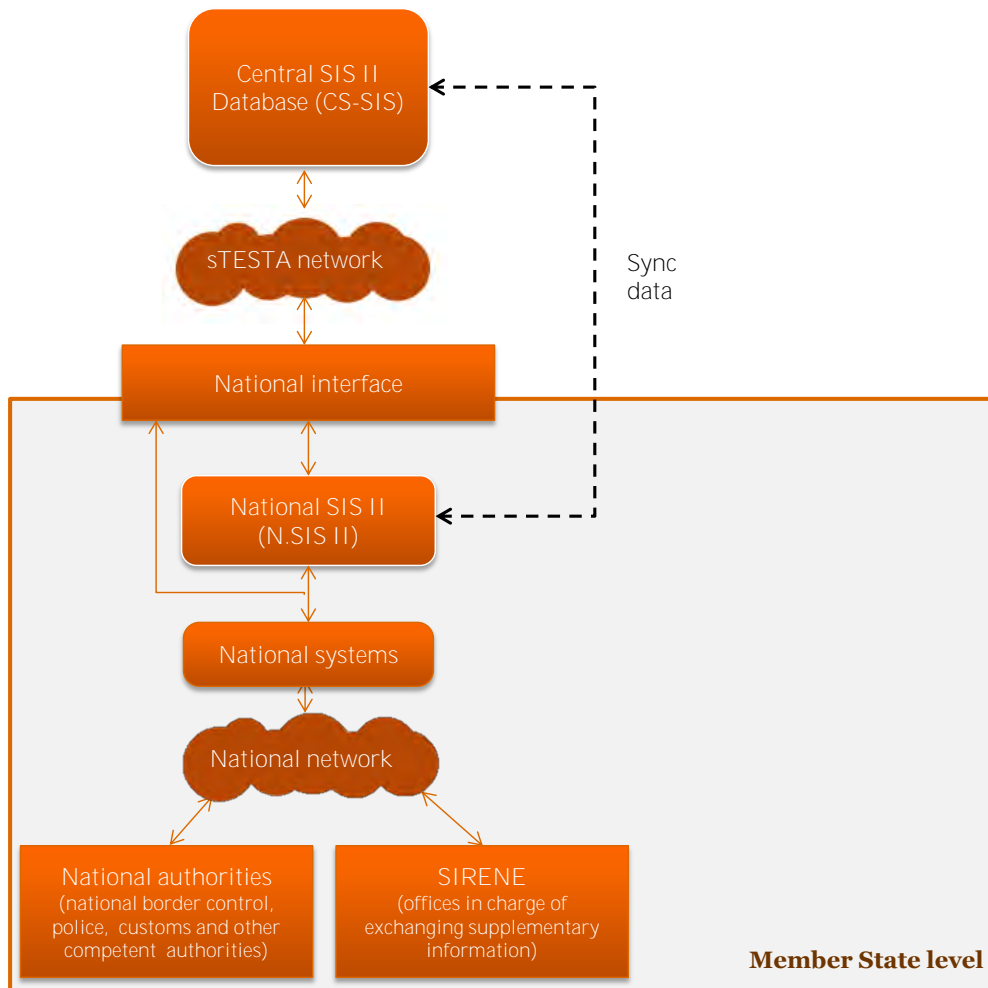 Central SIS II
Database (CS-SIS)
sTESTA network
Sync
data
National interface
National SIS II
(N.SIS II)
National systems
National network
National authorities
(national border control,
police, customs and other
competent authorities)
SIRENE
(offices in charge of
exchanging supplementary
information)
Member State level